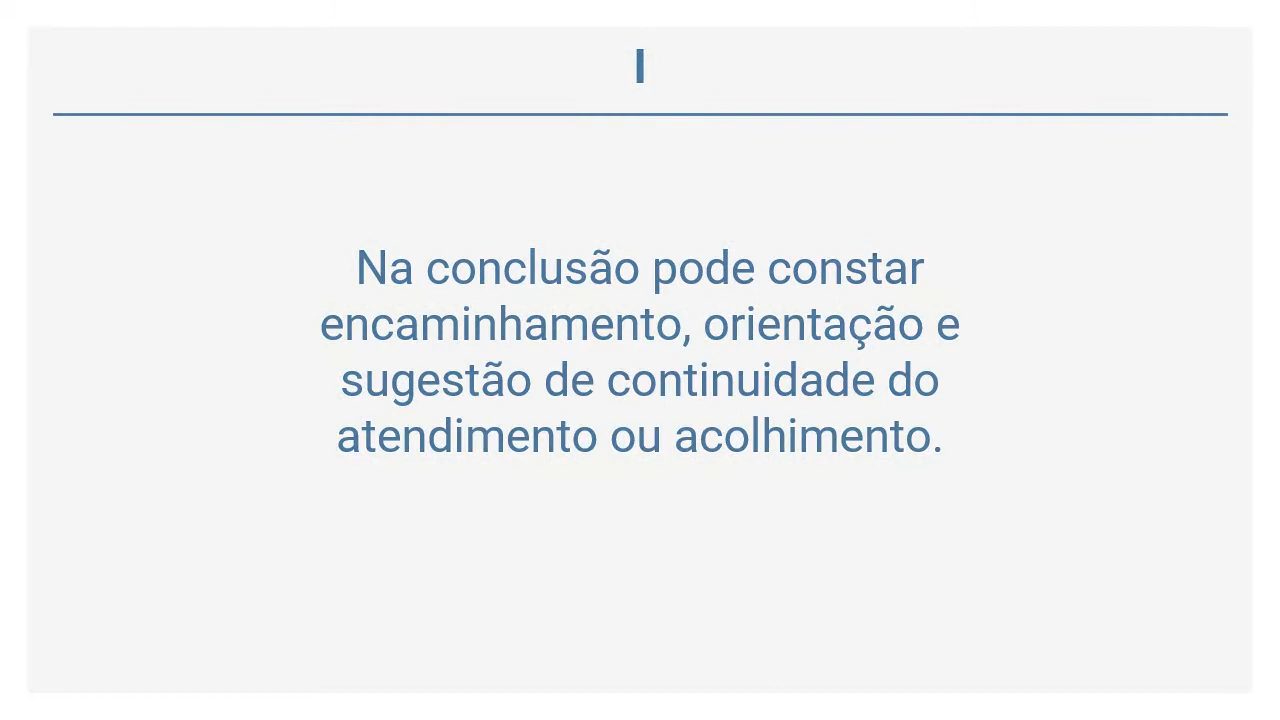 I
Na conclusão pode constar
encaminhamento, orientação e
sugestão de continuidade do
atendimento ou acolhimento.